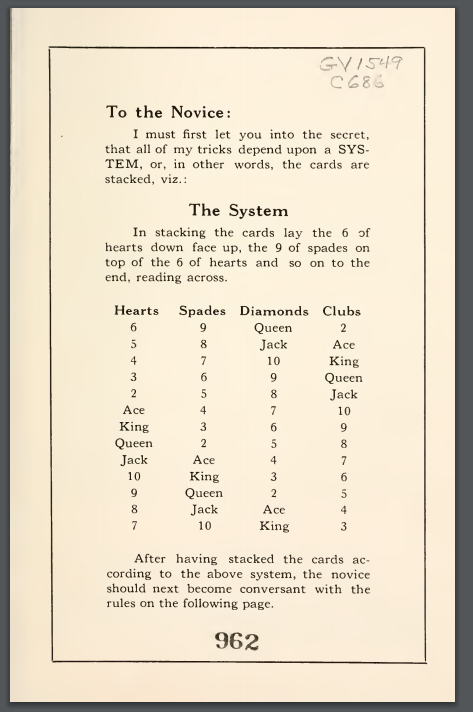 GV1549
C686
To the Novice:
I must first let you into the secret,
that all of my tricks depend upon a SYS-
TEM, or, in other words, the cards are
stacked, viz.:
The System
In stacking the cards lay the 6 of
hearts down face up, the 9 of spades on
top of the 6 of hearts and so on to the
end, reading across.
Hearts Spades Diamonds Clubs
6 9 Queen 2
5 8 Jack Ace
4 7 10 King
3 6 9 Queen
2 5 8 Jack
Ace 4 7 10
King 3 6 9
Queen 2 5 8
Jack Ace 4 7
10 King 3 6
9 Queen 2 5
8 Jack Ace 4
7 10 King 3
After having stacked the cards ac-
cording to the above system, the novice
should next become conversant with the
rules on the following page.
962